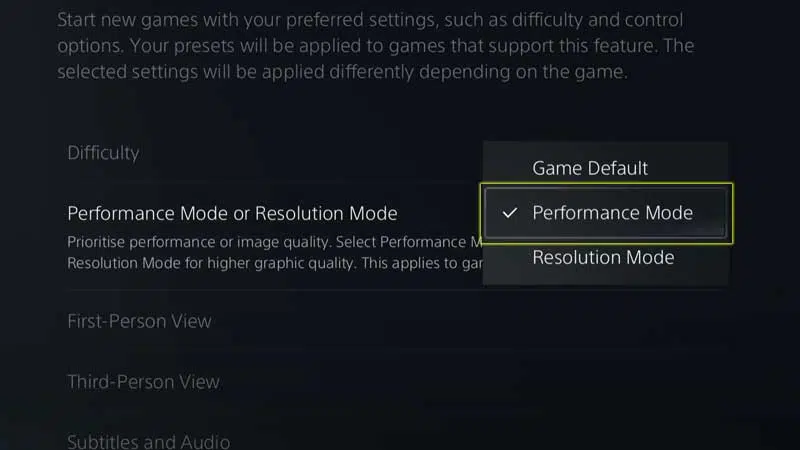 Start new games with your preferred settings, such as difficulty and control
options. Your presets will be applied to games that support this feature. The
selected settings will be applied differently depending on the game.
Difficulty
Game Default
Performance Mode or Resolution Mode
Performance Mode
Prioritise performance or image quality. Select Performance
Resolution Mode for higher graphic quality. This applies to
Resolution Mode
First-Person View
Third-Person View
Subtitles and Audio